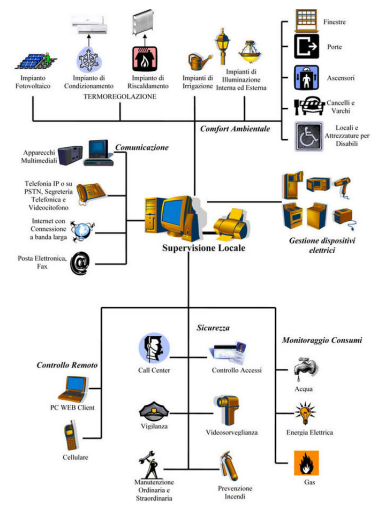 Finestre
Porte
Ascensori
Cancelli e
Varchi
Locali e
Attrezzature per
Disabili
Impianto
Fotovoltaico
Impianto di
Condizionamento
Impianto di
Riscaldamento
TERMOREGOLAZIONE
Impianti di
Irrigazione
Impianti di
Illuminazione
Interna ed Esterna
Comfort Ambientale
Comunicazione
Apparecchi
Multimediali
Telefonia IP o su
PSTN, Segreteria
Telefonica e
Videocitofono
Internet con
Connessione
a banda larga
Posta Elettronica,
Fax
Supervisione Locale
Gestione dispositivi
elettrici
Sicurezza
Controllo Remoto
Monitoraggio Consumi
PC WEB Client
Cellulare
Call Center
Controllo Accessi
Vigilanza
Videosorveglianza
Manutenzione
Ordinaria e
Straordinaria
Prevenzione
Incendi
Acqua
Energia Elettrica
Gas